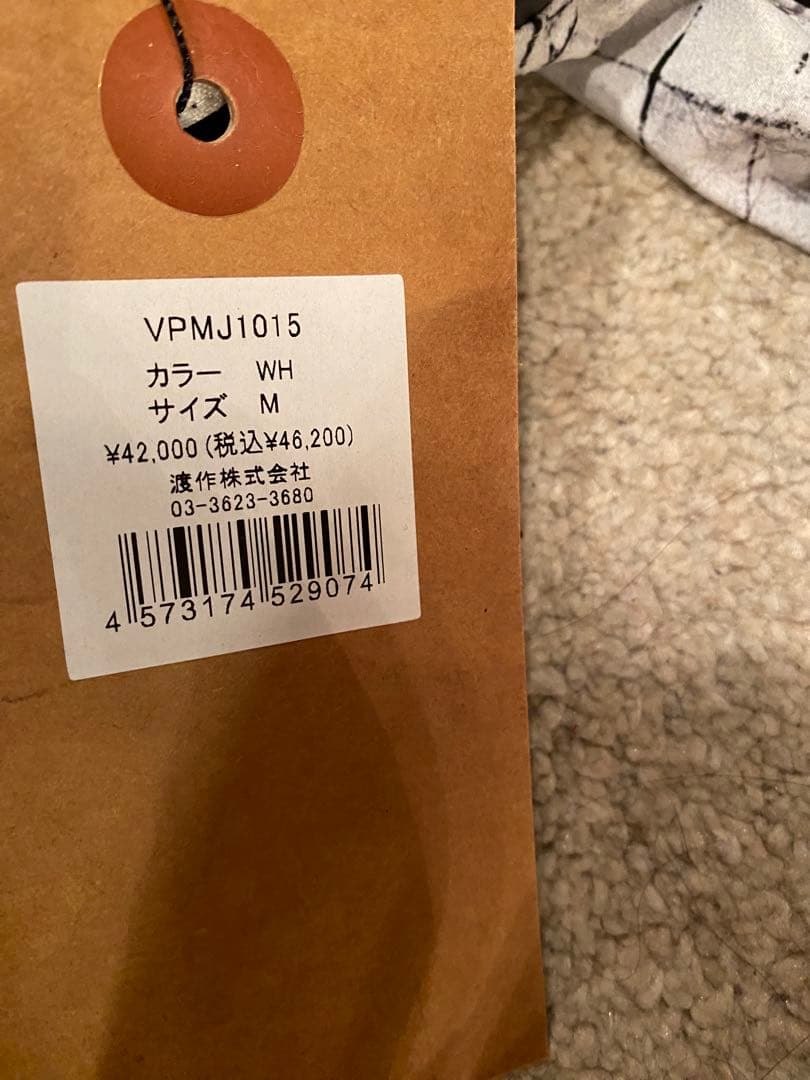 VPMJ1015
カラー WH
サイズ M
¥42,000(税込¥46,200)
渡作株式会社
03-3623-3680
4 573174 529074